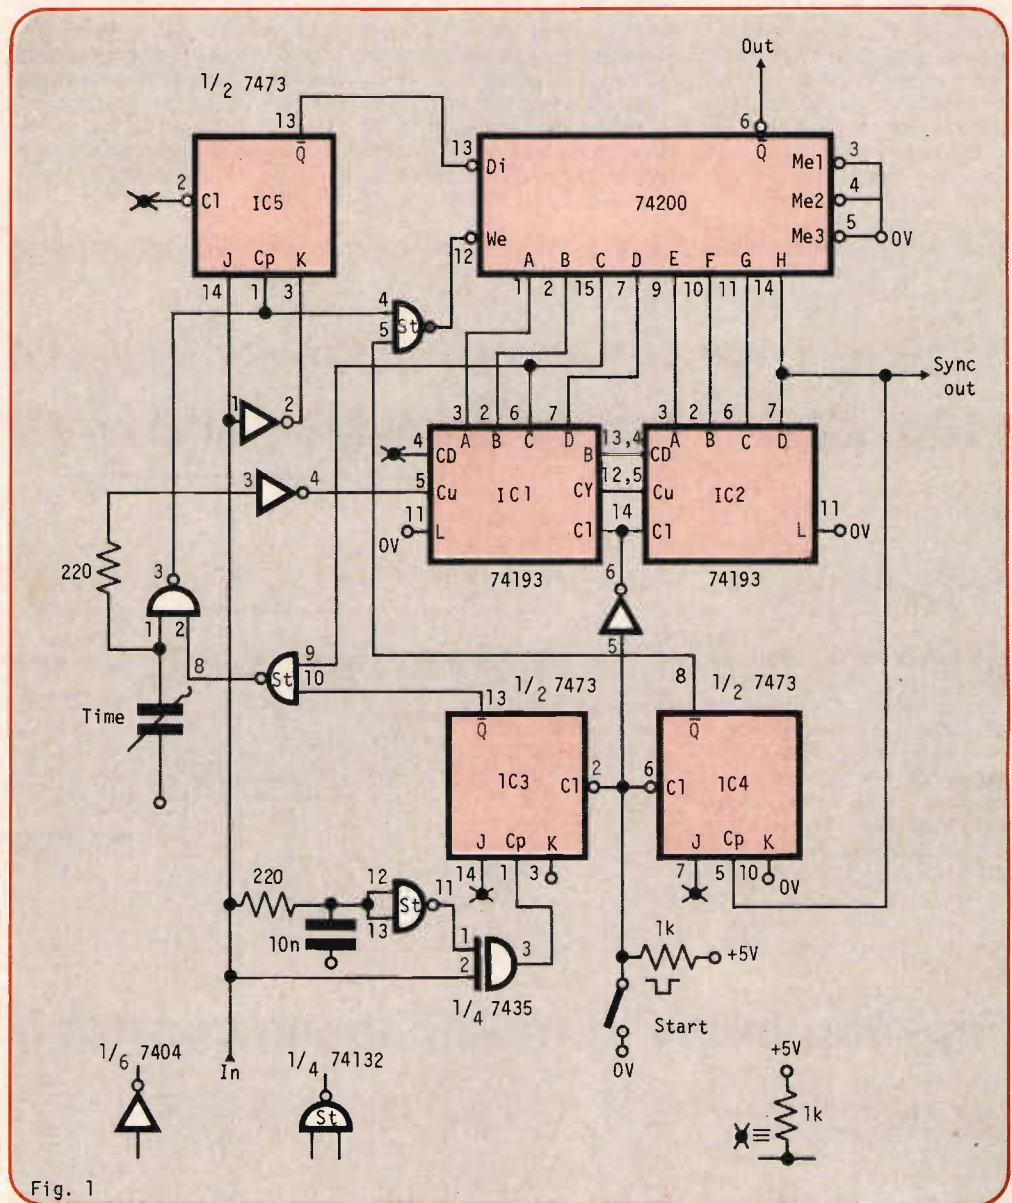 Out
1/2 7473
13
Q̅
6
Q̅
13
Di
Me1
3
2
Cl
IC5
74200
Me2
4
We
12
Me3
5
0V
J
Cp
K
A
B
C
D
E
F
G
H
14
1
3
1
2
15
7
9
10
11
14
4
5
St
Sync
out
1
2
3
2
6
7
3
2
6
7
A
B
C
D
A
B
C
D
4
CD
B
13,4
CD
3
4
5
Cu
IC1
CY
12,5
Cu
IC2
11
L
0V
Cl
14
Cl
L
11
0V
74193
74193
220
3
1
2
6
5
8
St
9
10
1/2 7473
8
1/2 7473
13
Time
Q̅
Q̅
IC3
Cl
2
6
Cl
IC4
J
Cp
K
J
Cp
K
14
1
3
7
5
10
0V
220
12
13
St
11
10n
1
2
3
1/4 7435
1k
+5V
Start
0V
1/6 7404
In
1/4 74132
St
+5V
1k
Fig. 1